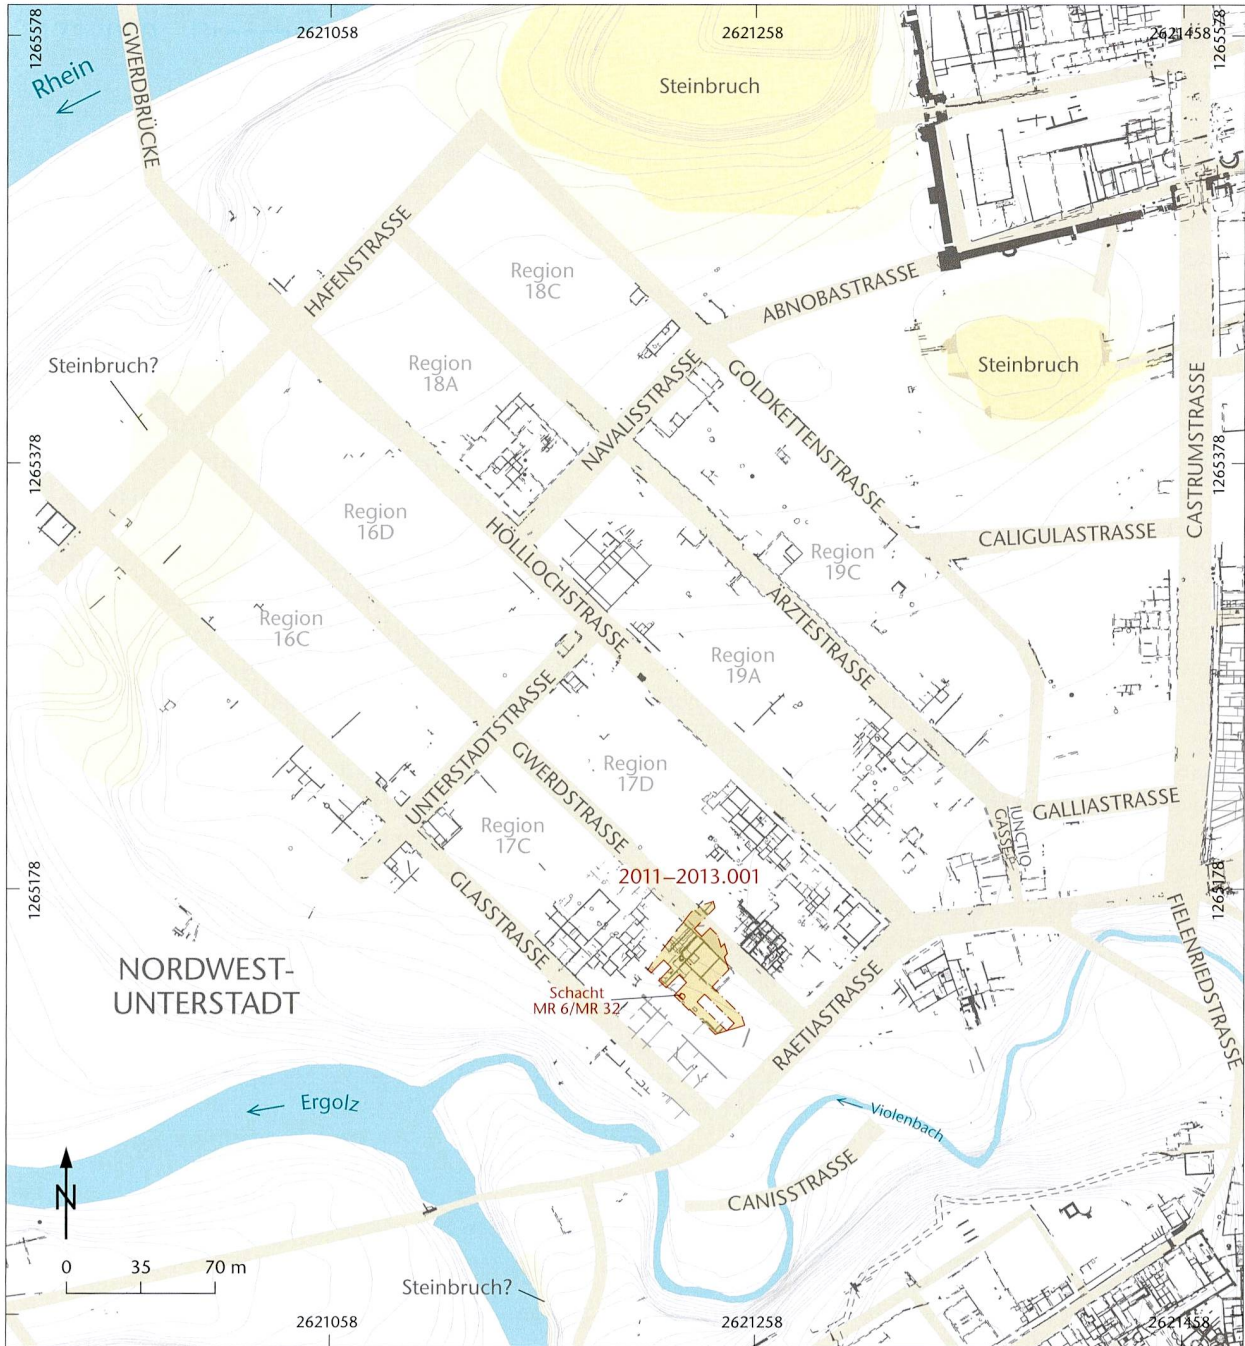 2621058
2621258
2621458
1265578
1265578
Rhein
GWERDBRÜCKE
Steinbruch
HAFENSTRASSE
Region
18C
ABNOBASTRASSE
Steinbruch?
Region
18A
Steinbruch
NAVALISSTRASSE
GOLDKETTENSTRASSE
CASTRUMSTRASSE
1265378
1265378
Region
16D
HÖLLLOCHSTRASSE
CALIGULASTRASSE
Region
19C
Region
16C
ÄRZTESTRASSE
Region
19A
UNTERSTADTSTRASSE
GWERDSTRASSE
Region
17D
GALLIASTRASSE
JUNCTIO-
GASSE
Region
17C
1265178
1265178
2011–2013.001
GLASSTRASSE
FIELENRIEDSTRASSE
NORDWEST-
UNTERSTADT
Schacht
MR 6/MR 32
RAETIASTRASSE
Ergolz
Violenbach
CANISSTRASSE
N
0 35 70 m
Steinbruch?
2621058
2621258
2621458